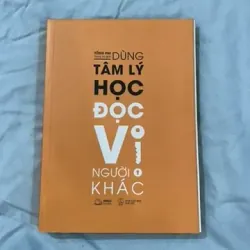 DÙNG
TÂM LÝ
HỌC
ĐỌC
Vị
NGƯỜI
KHÁC